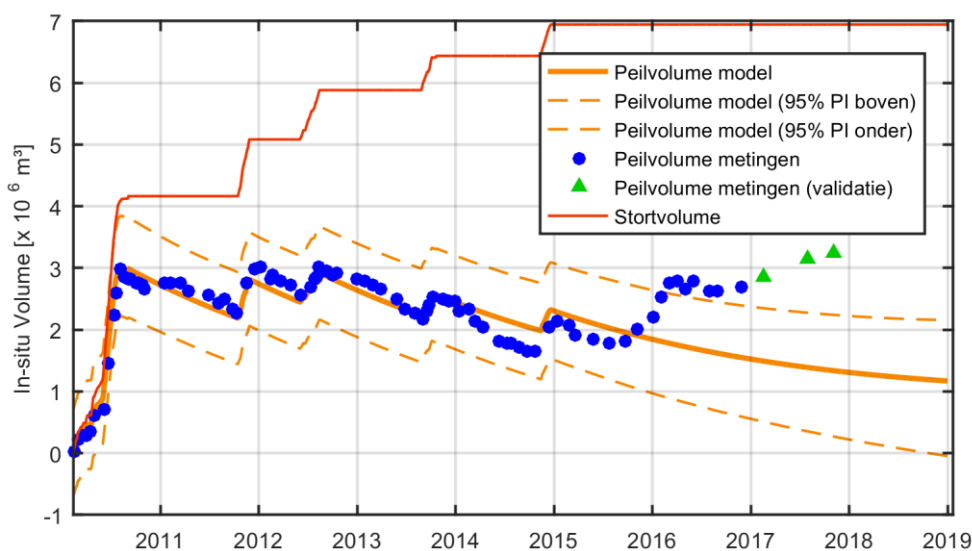 7
6
5
4
3
2
1
0
-1
In-situ Volume [x 10 ⁶ m³]
Peilvolume model
Peilvolume model (95% PI boven)
Peilvolume model (95% PI onder)
Peilvolume metingen
Peilvolume metingen (validatie)
Stortvolume
2011 2012 2013 2014 2015 2016 2017 2018 2019